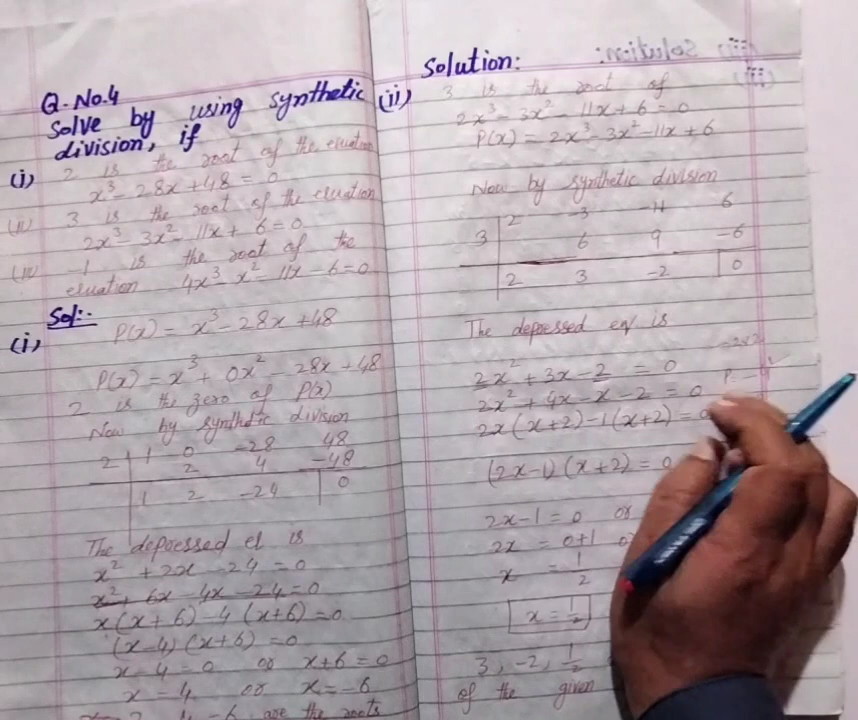 Q. No.4
Solve by using synthetic
division, if
(i) 2 is the root of the
x³ - 28x + 48 = 0
(ii) 3 is the root of the
2x³ - 3x² - 11x + 6 = 0
(iii) -1 is the root of the
4x³ - x² - 11x - 6 = 0
Sol:-
(i) P(x) = x³ - 28x + 48
P(x) = x³ + 0x² - 28x + 48
2 is the zero of P(x)
Now by synthetic division
2 | 1 0 -28 48
2 4 -48
1 2 -24 | 0
The depressed is
x² + 2x - 24 = 0
x² + 6x - 4x - 24 = 0
x(x + 6) - 4 (x + 6) = 0
(x - 4) (x + 6) = 0
x - 4 = 0 or x + 6 = 0
x = 4 or x = -6
-6 are the roots
Solution:
(ii) 3 is the root of
2x³ - 3x² - 11x + 6 = 0
P(x) = 2x³ - 3x² - 11x + 6
Now by synthetic division
3 | 2 -3 -11 6
6 9 -6
2 3 -2 | 0
The depressed is
2x² + 3x - 2 = 0
2x² + 4x - x - 2 = 0
2x(x + 2) - 1(x + 2) = 0
(2x - 1) (x + 2) = 0
2x - 1 = 0 or
2x = 0 + 1
x = 1/2
x = 1/2
3, -2, 1/2
of the given